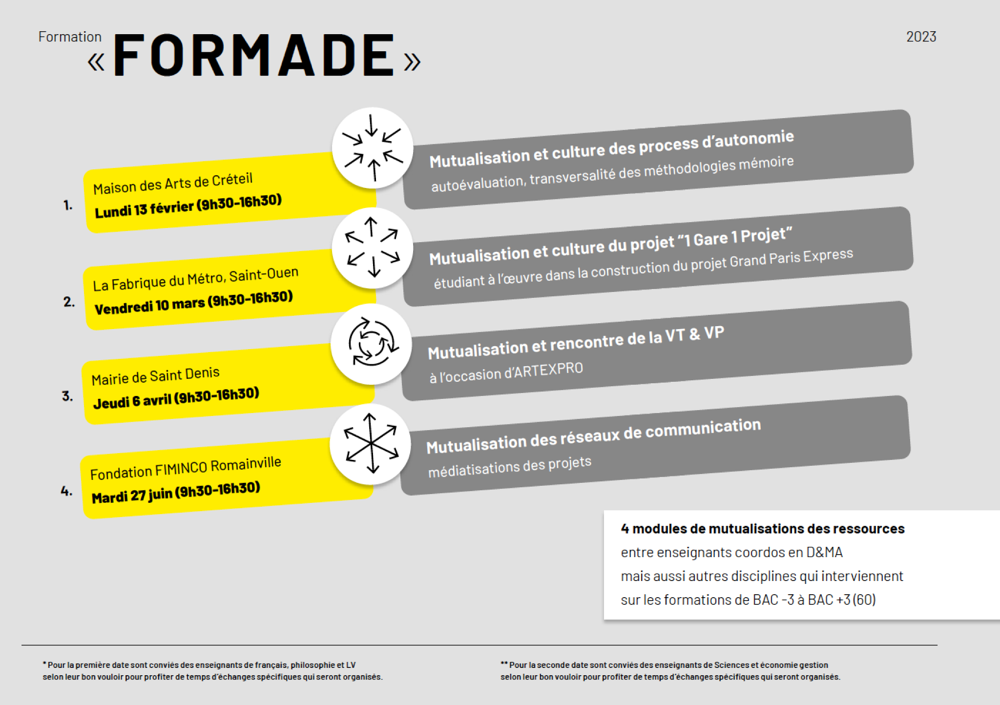 Formation
« FORMADE »
2023
1.
Maison des Arts de Créteil
Lundi 13 février (9h30-16h30)
Mutualisation et culture des process d’autonomie
autoévaluation, transversalité des méthodologies mémoire
2.
La Fabrique du Métro, Saint-Ouen
Vendredi 10 mars (9h30-16h30)
Mutualisation et culture du projet “1 Gare 1 Projet”
étudiant à l’œuvre dans la construction du projet Grand Paris Express
3.
Mairie de Saint Denis
Jeudi 6 avril (9h30-16h30)
Mutualisation et rencontre de la VT & VP
à l’occasion d’ARTEXPRO
4.
Fondation FIMINCO Romainville
Mardi 27 juin (9h30-16h30)
Mutualisation des réseaux de communication
médiatisations des projets
4 modules de mutualisations des ressources
entre enseignants coordos en D&MA
mais aussi autres disciplines qui interviennent
sur les formations de BAC -3 à BAC +3 (60)
* Pour la première date sont conviés des enseignants de français, philosophie et LV
selon leur bon vouloir pour profiter de temps d’échanges spécifiques qui seront organisés.
** Pour la seconde date sont conviés des enseignants de Sciences et économie gestion
selon leur bon vouloir pour profiter de temps d’échanges spécifiques qui seront organisés.